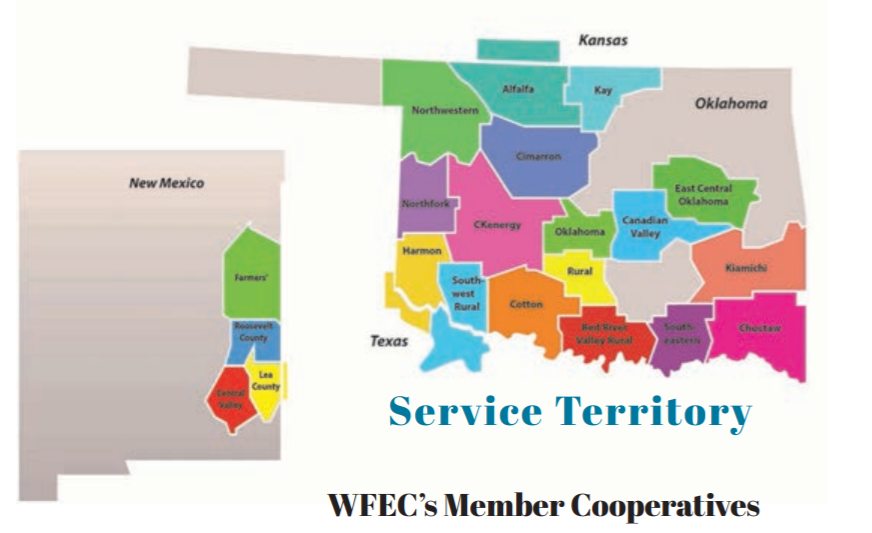 Kansas
Alfalfa
Kay
Oklahoma
Northwestern
Cimarron
New Mexico
East Central
Oklahoma
Northfork
CKenergy
Canadian
Valley
Oklahoma
Harmon
Farmers'
Rural
Kiamichi
South-
west
Rural
Cotton
Roosevelt
County
Red River
Valley Rural
South-
eastern
Choctaw
Texas
Lea
County
Central
Valley
Service Territory
WFEC's Member Cooperatives